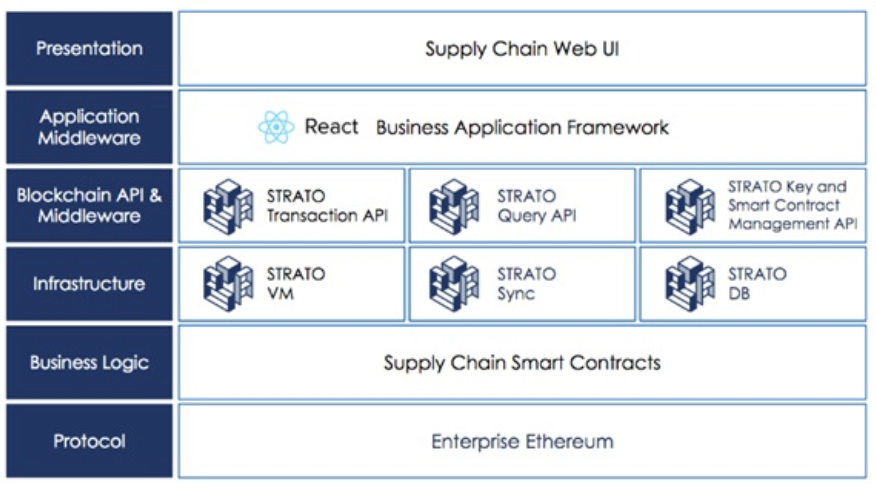 Presentation
Supply Chain Web UI
Application
Middleware
React Business Application Framework
Blockchain API &
Middleware
STRATO
Transaction API
STRATO
Query API
STRATO Key and
Smart Contract
Management API
Infrastructure
STRATO
VM
STRATO
Sync
STRATO
DB
Business Logic
Supply Chain Smart Contracts
Protocol
Enterprise Ethereum